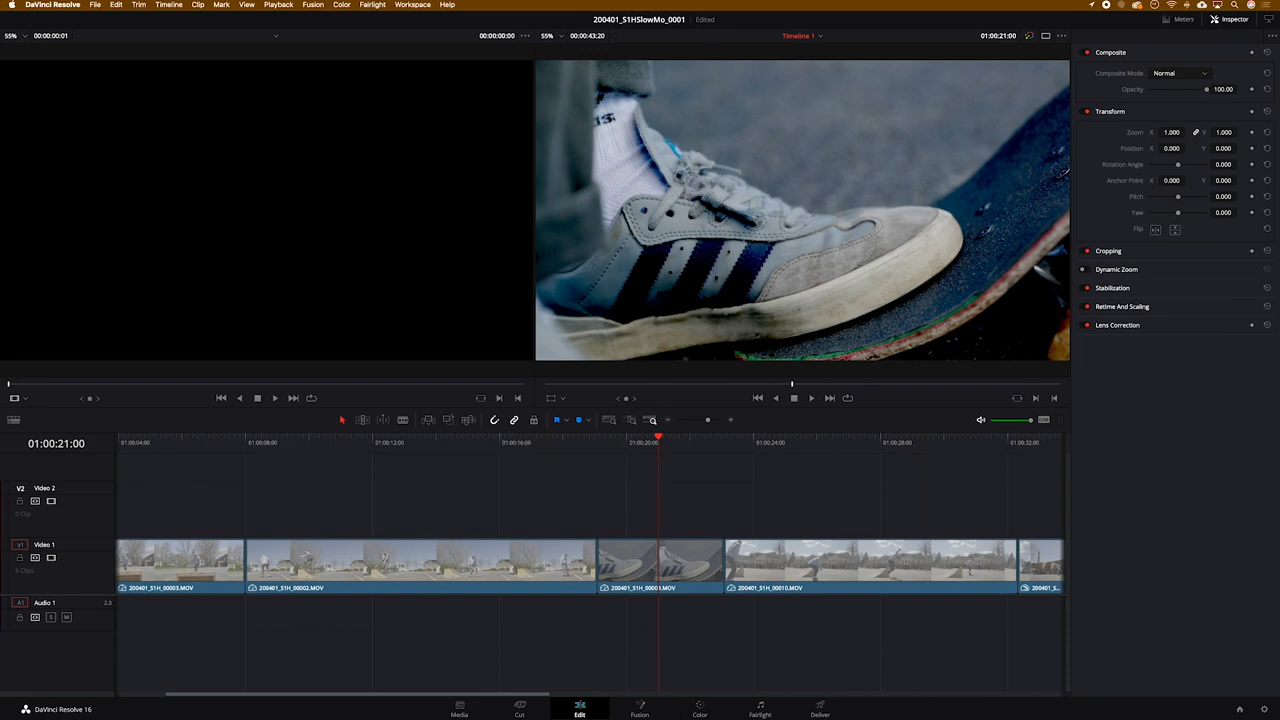 DaVinci Resolve File Edit Trim Timeline Clip Mark View Playback Fusion Color Fairlight Workspace Help
200401_S1HSlowMo_0001 Edited
Meters Inspector
55% 00:00:00:01 00:00:00:00 55% 00:00:43:20 Timeline 1 01:00:21:00
Composite
Composite Mode Normal
Opacity 100.00
Transform
Zoom X 1.000 Y 1.000
Position X 0.000 Y 0.000
Rotation Angle 0.000
Anchor Point X 0.000 Y 0.000
Pitch 0.000
Yaw 0.000
Flip
Cropping
Dynamic Zoom
Stabilization
Retime And Scaling
Lens Correction
01:00:21:00
01:00:04:00 01:00:08:00 01:00:12:00 01:00:16:00 01:00:20:00 01:00:24:00 01:00:28:00 01:00:32:00
V2 Video 2
0 Clip
V1 Video 1
200401_S1H_00003.MOV 200401_S1H_00002.MOV 200401_S1H_0000 .MOV 200401_S1H_00010.MOV 200401_S...
A1 Audio 1 2.0
S M
DaVinci Resolve 16
Media Cut Edit Fusion Color Fairlight Deliver